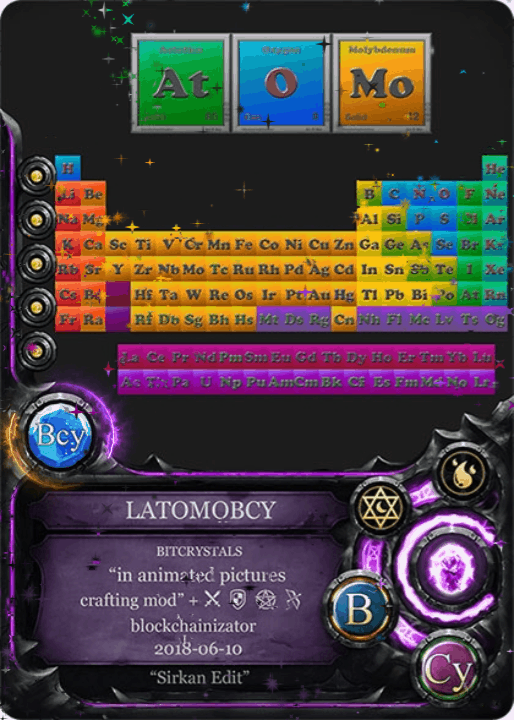 At O Mo
Molybdenum
H He
Li Be B C N O F Ne
Na Mg Al Si P S Cl Ar
K Ca Sc Ti V Cr Mn Fe Co Ni Cu Zn Ga Ge As Se Br Kr
Rb Sr Y Zr Nb Mo Tc Ru Rh Pd Ag Cd In Sn Sb Te I Xe
Cs Ba Hf Ta W Re Os Ir Pt Au Hg Tl Pb Bi Po At Rn
Fr Ra Rf Db Sg Bh Hs Mt Ds Rg Cn Nh Fl Mc Lv Ts Og
La Ce Pr Nd Pm Sm Eu Gd Tb Dy Ho Er Tm Yb Lu
Ac Th Pa U Np Pu Am Cm Bk Cf Es Fm Md No Lr
Bcy
LATOMOBCY
BITCRYSTALS
“in animated pictures
crafting mod” +
blockchainizator
2018-06-10
“Sirkan Edit”
B
Cy